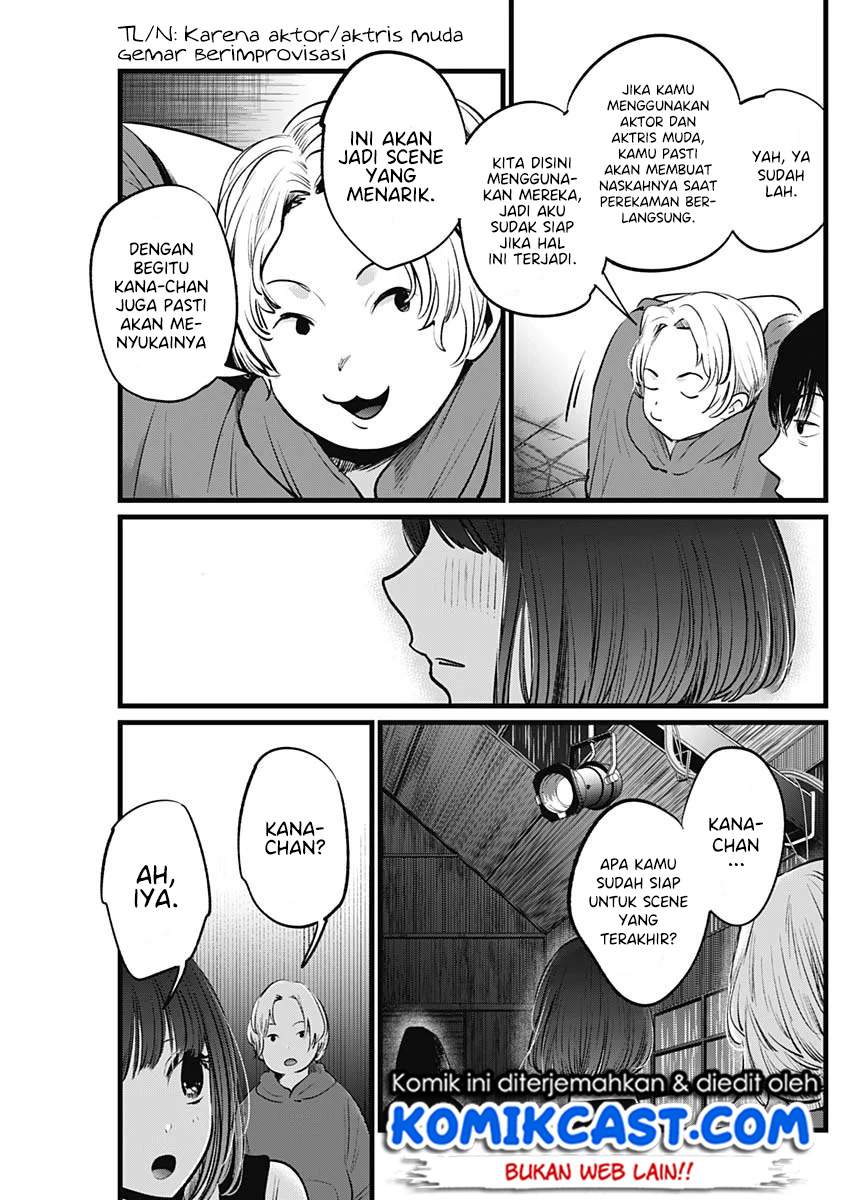 TL/N: Karena aktor/aktris muda
gemar berimprovisasi
YAH, YA
SUDAH
LAH.
JIKA KAMU
MENGGUNAKAN
AKTOR DAN
AKTRIS MUDA,
KAMU PASTI
AKAN MEMBUAT
NASKAHNYA SAAT
PEREKAMAN BER-
LANGSUNG.
KITA DISINI
MENGGUNA-
KAN MEREKA,
JADI AKU
SUDAK SIAP
JIKA HAL
INI TERJADI.
INI AKAN
JADI SCENE
YANG
MENARIK.
DENGAN
BEGITU
KANA-CHAN
JUGA PASTI
AKAN ME-
NYUKAINYA
KANA-
CHAN
...
APA KAMU
SUDAH SIAP
UNTUK SCENE
YANG
TERAKHIR?
KANA-
CHAN?
AH,
IYA.
Komik ini diterjemahkan & diedit oleh
KOMIKCAST.COM
BUKAN WEB LAIN!!